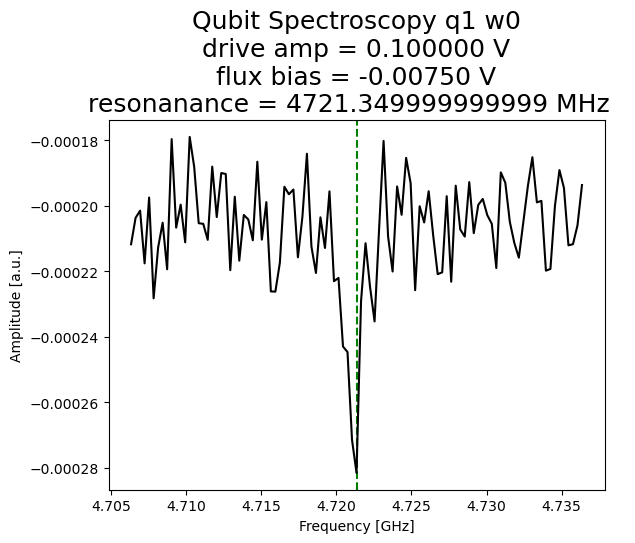 Qubit Spectroscopy q1 w0
drive amp = 0.100000 V
flux bias = -0.00750 V
resonanance = 4721.349999999999 MHz
−0.00018
−0.00020
−0.00022
−0.00024
−0.00026
−0.00028
Amplitude [a.u.]
4.705 4.710 4.715 4.720 4.725 4.730 4.735
Frequency [GHz]